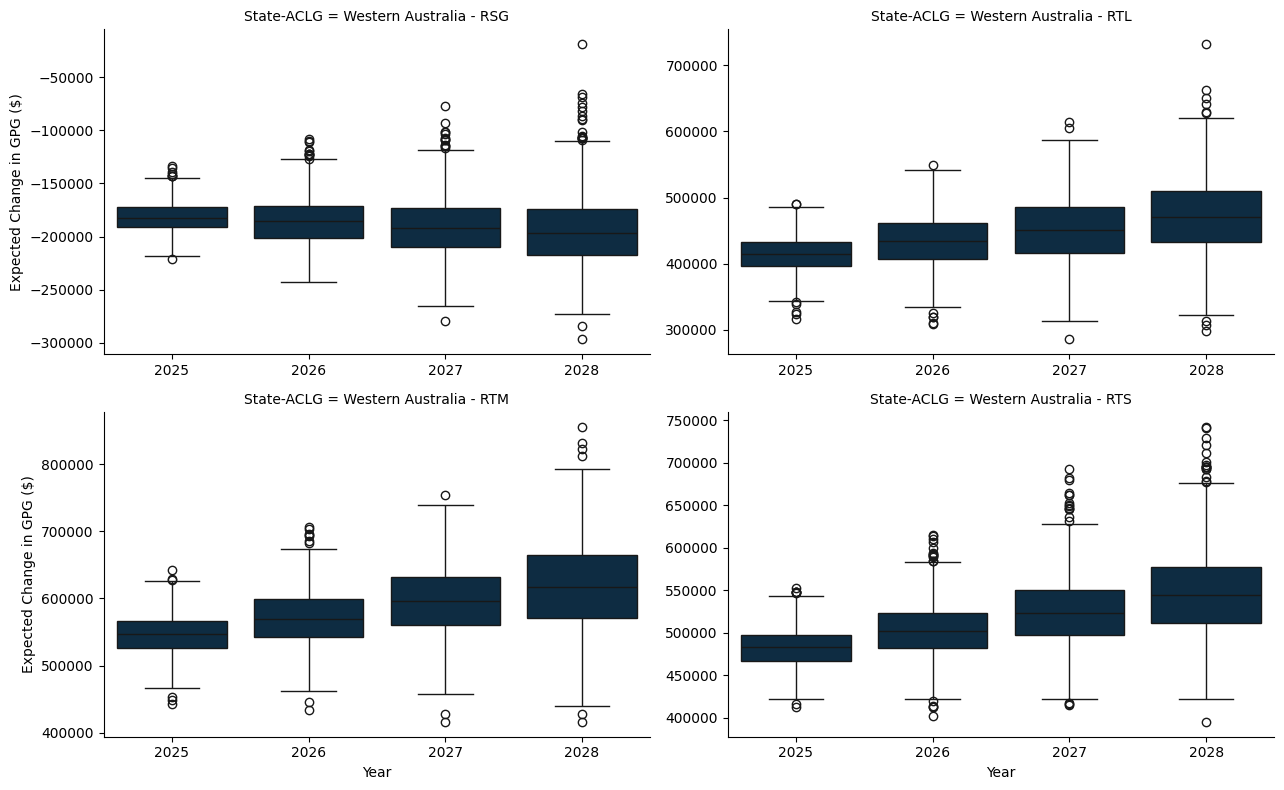 State-ACLG = Western Australia - RSG
Expected Change in GPG ($)
−50000
−100000
−150000
−200000
−250000
−300000
2025 2026 2027 2028
State-ACLG = Western Australia - RTL
700000
600000
500000
400000
300000
2025 2026 2027 2028
State-ACLG = Western Australia - RTM
Expected Change in GPG ($)
800000
700000
600000
500000
400000
2025 2026 2027 2028
Year
State-ACLG = Western Australia - RTS
750000
700000
650000
600000
550000
500000
450000
400000
2025 2026 2027 2028
Year